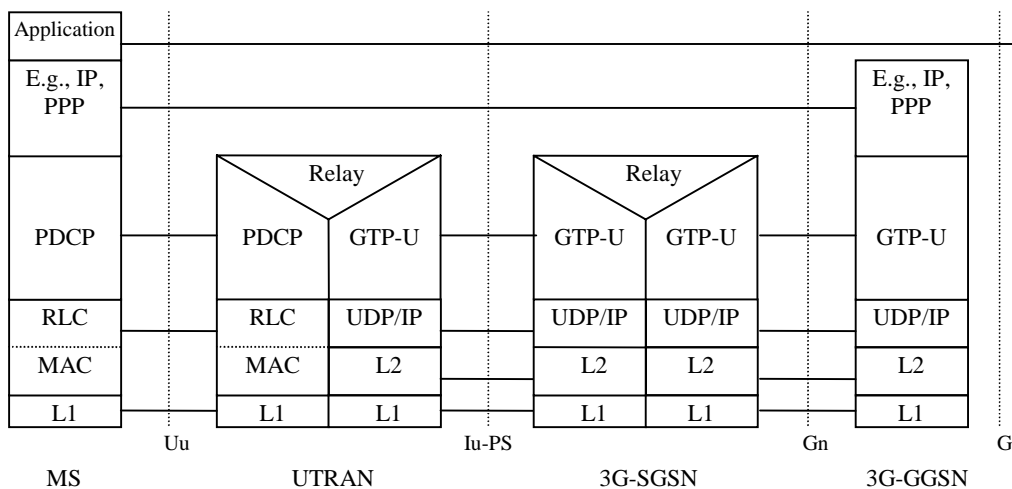 Application
E.g., IP, PPP
E.g., IP, PPP
Relay
Relay
PDCP
PDCP
GTP-U
GTP-U
GTP-U
GTP-U
RLC
RLC
UDP/IP
UDP/IP
UDP/IP
UDP/IP
MAC
MAC
L2
L2
L2
L2
L1
L1
L1
L1
L1
L1
Uu
Iu-PS
Gn
G
MS
UTRAN
3G-SGSN
3G-GGSN